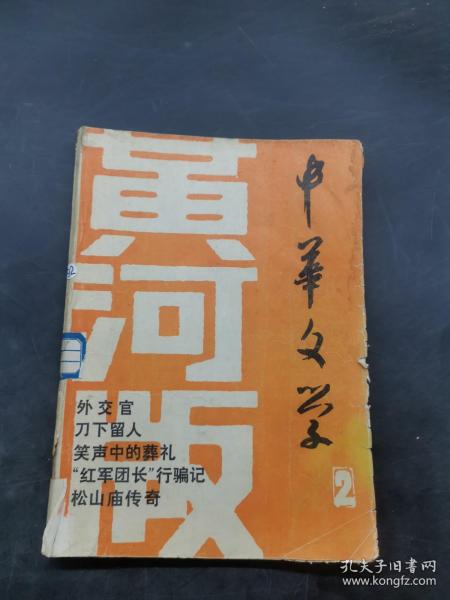 黄河版
中华文学
外交官
刀下留人
笑声中的葬礼
“红军团长”行骗记
松山庙传奇
2
孔夫子旧书网
www.kongfz.com